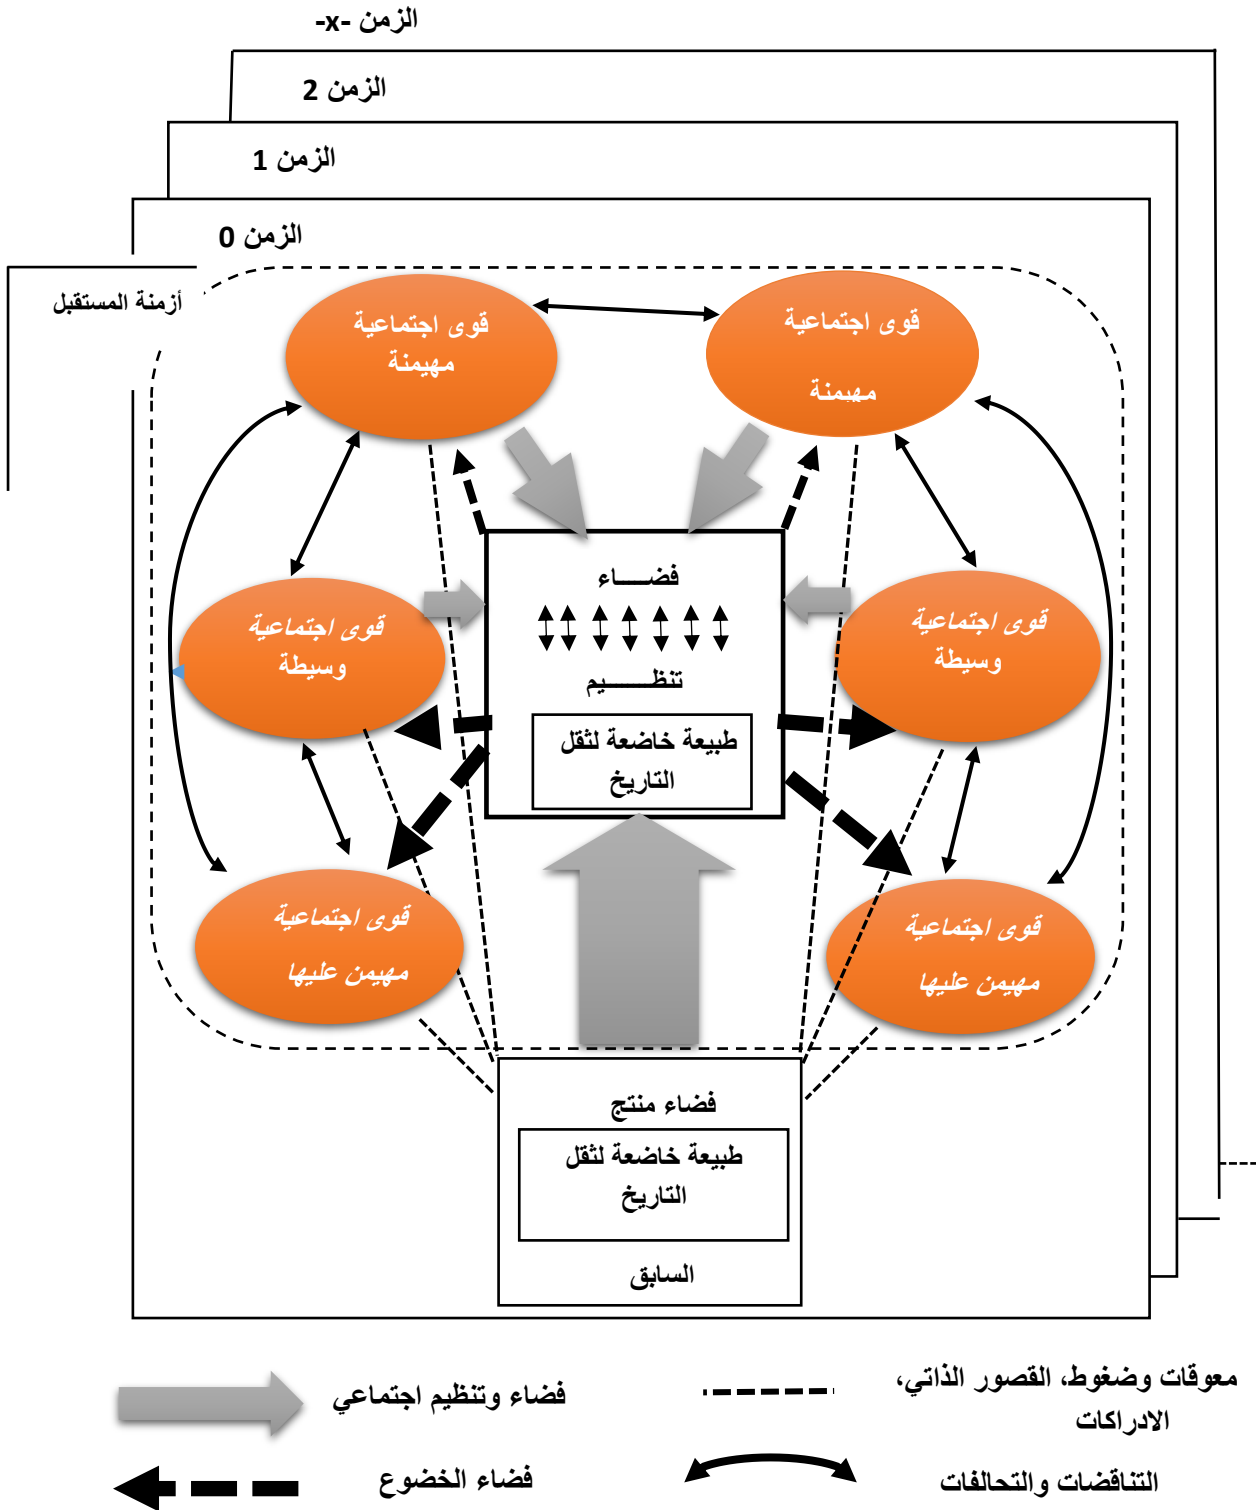 الزمن -x-
الزمن 2
الزمن 1
الزمن 0
أزمنة المستقبل
قوى اجتماعية
مهيمنة
قوى اجتماعية
مهيمنة
فضـــاء
تنظـــــيم
طبيعة خاضعة لثقل
التاريخ
قوى اجتماعية
وسيطة
قوى اجتماعية
وسيطة
قوى اجتماعية
مهيمن عليها
قوى اجتماعية
مهيمن عليها
فضاء منتج
طبيعة خاضعة لثقل
التاريخ
السابق
معوقات وضغوط، القصور الذاتي،
الادراكات
فضاء وتنظيم اجتماعي
التناقضات والتحالفات
فضاء الخضوع